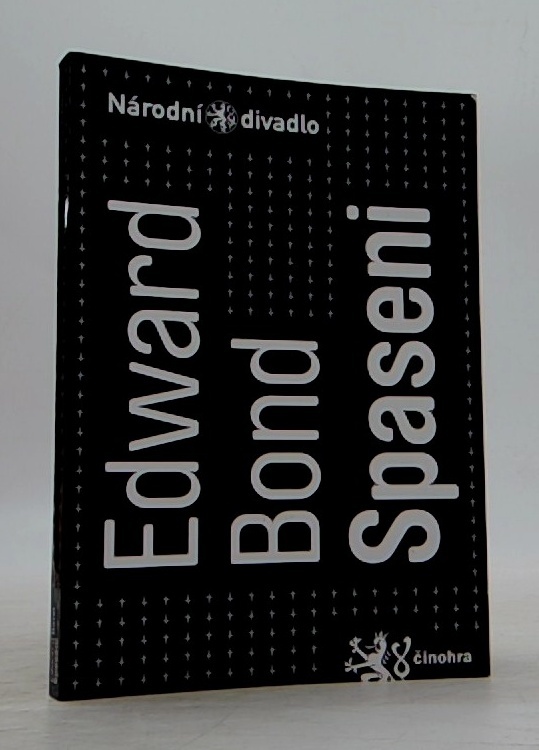 Národní divadlo
Edward
Bond
Spaseni
činohra